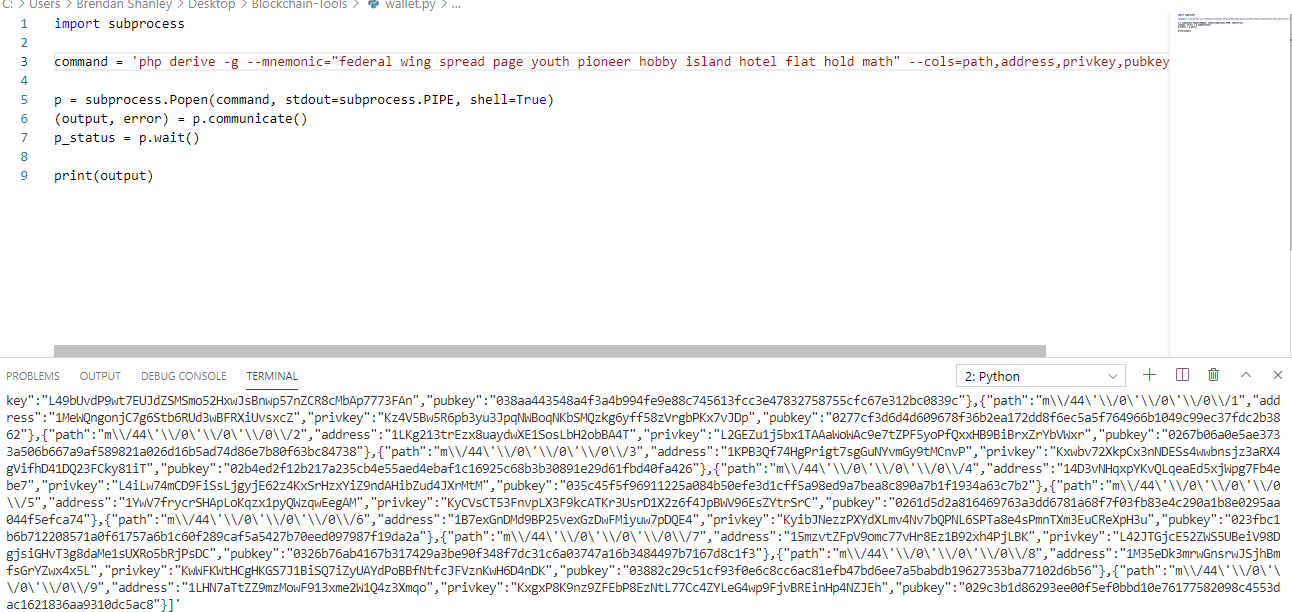 C: > Users > Brendan Shanley > Desktop > Blockchain-Tools > wallet.py > ...
1 import subprocess
2
3 command = 'php derive -g --mnemonic="federal wing spread page youth pioneer hobby island hotel flat hold math" --cols=path,address,privkey,pubkey
4
5 p = subprocess.Popen(command, stdout=subprocess.PIPE, shell=True)
6 (output, error) = p.communicate()
7 p_status = p.wait()
8
9 print(output)
PROBLEMS OUTPUT DEBUG CONSOLE TERMINAL 2: Python
key":"L49bUvdP9wt7EUJdZSMSmo52HxwJsBnwp57nZCR8cMbAp7773FAn","pubkey":"038aa443548a4f3a4b994fe9e88c745613fcc3e47832758755cfc67e312bc0839c"},{"path":"m\\/44\'\\/0\'\\/0\'\\/0\\/1","add
ress":"1MeWQngonjC7g6Stb6RUd3wBFRXiUvsxcZ","privkey":"Kz4V5Bw5R6pb3yu3JpqNWBoqNKbSMQzkg6yff58zVrgbPKx7vJDp","pubkey":"0277cf3d6d4d609678f36b2ea172dd8f6ec5a5f764966b1049c99ec37fdc2b38
62"},{"path":"m\\/44\'\\/0\'\\/0\'\\/0\\/2","address":"1LKg213trEzx8uaydwXE1SosLbH2obBA4T","privkey":"L2GEZu1j5bx1TAAaWoWAc9e7tZPF5yoPfQxxHB9BiBrxZrYbVWxr","pubkey":"0267b06a0e5ae373
3a506b667a9af589821a026d16b5ad74d86e7b80f63bc84738"},{"path":"m\\/44\'\\/0\'\\/0\'\\/0\\/3","address":"1KPB3Qf74HgPrigt7sgGuNYvmGy9tMCnvP","privkey":"Kxwbv72XkpCx3nNDESs4wwbnsjz3aRX4
gVifhD41DQ23FCky81iT","pubkey":"02b4ed2f12b217a235cb4e55aed4ebaf1c16925c68b3b30891e29d61fbd40fa426"},{"path":"m\\/44\'\\/0\'\\/0\'\\/0\\/4","address":"14D3vNHqxpYKvQLqeaEd5xjWpg7Fb4e
be7","privkey":"L4iLw74mCD9FiSsLjgyjE62z4KxSrHzxYiZ9ndAHibZud4JXrMtM","pubkey":"035c45f5f96911225a084b50efe3d1cff5a98ed9a7bea8c890a7b1f1934a63c7b2"},{"path":"m\\/44\'\\/0\'\\/0\'\\/0
\\/5","address":"1YwV7frycrSHApLoKqzx1pyQWzqwEegAM","privkey":"KyCVsCT53FnvpLX3F9kcATKr3UsrD1X2z6f4JpBWV96EsZYtrSrC","pubkey":"0261d5d2a816469763a3dd6781a68f7f03fb83e4c290a1b8e0295aa
044f5efca74"},{"path":"m\\/44\'\\/0\'\\/0\'\\/0\\/6","address":"1B7exGnDMd9BP25vexGzDwFMiyuw7pDQE4","privkey":"KyibJNezzPXYdXLmv4Nv7bQPNL6SPTa8e4sPmnTXm3EuCReXpH3u","pubkey":"023fbc1
b6b712208571a0f61757a6b1c60f289caf5a5427b70eed097987f19da2a"},{"path":"m\\/44\'\\/0\'\\/0\'\\/0\\/7","address":"15mzvtZFpV9omc77vHr8Ez1B92xh4PjLBK","privkey":"L42JTGjcE52ZWS5UBeiV98D
gjsiGHvT3g8daMe1sUXRo5bRjPsDC","pubkey":"0326b76ab4167b317429a3be90f348f7dc31c6a03747a16b3484497b7167d8c1f3"},{"path":"m\\/44\'\\/0\'\\/0\'\\/0\\/8","address":"1M35eDk3mrwGnsrwJSjhBm
fsGrYZwx4x5L","privkey":"KwWFKWtHCgHKGS7J1BiSQ7iZyUAYdPoBBfNtfcJFVznKwH6D4nDK","pubkey":"03882c29c51cf93f0e6c8cc6ac81efb47bd6ee7a5babdb19627353ba77102d6b56"},{"path":"m\\/44\'\\/0\'
\\/0\'\\/0\\/9","address":"1LHN7aTtZZ9mzMowF913xme2W1Q4z3Xmqo","privkey":"KxgxP8K9nz9ZFEbP8EzNtL77Cc4ZYLeG4wp9FjvBREinHp4NZJEh","pubkey":"029c3b1d86293ee00f5ef0bbd10e76177582098c4553d
ac1621836aa9310dc5ac8"}]'